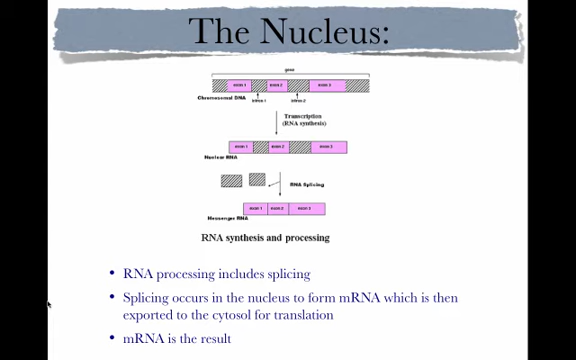 The Nucleus:
gene
exon 1 exon 2 exon 3
Chromosomal DNA
intron 1 intron 2
Transcription
(RNA synthesis)
exon 1 exon 2 exon 3
Nuclear RNA
RNA Splicing
exon 1 exon 2 exon 3
Messenger RNA
RNA synthesis and processing
• RNA processing includes splicing
• Splicing occurs in the nucleus to form mRNA which is then
exported to the cytosol for translation
• mRNA is the result